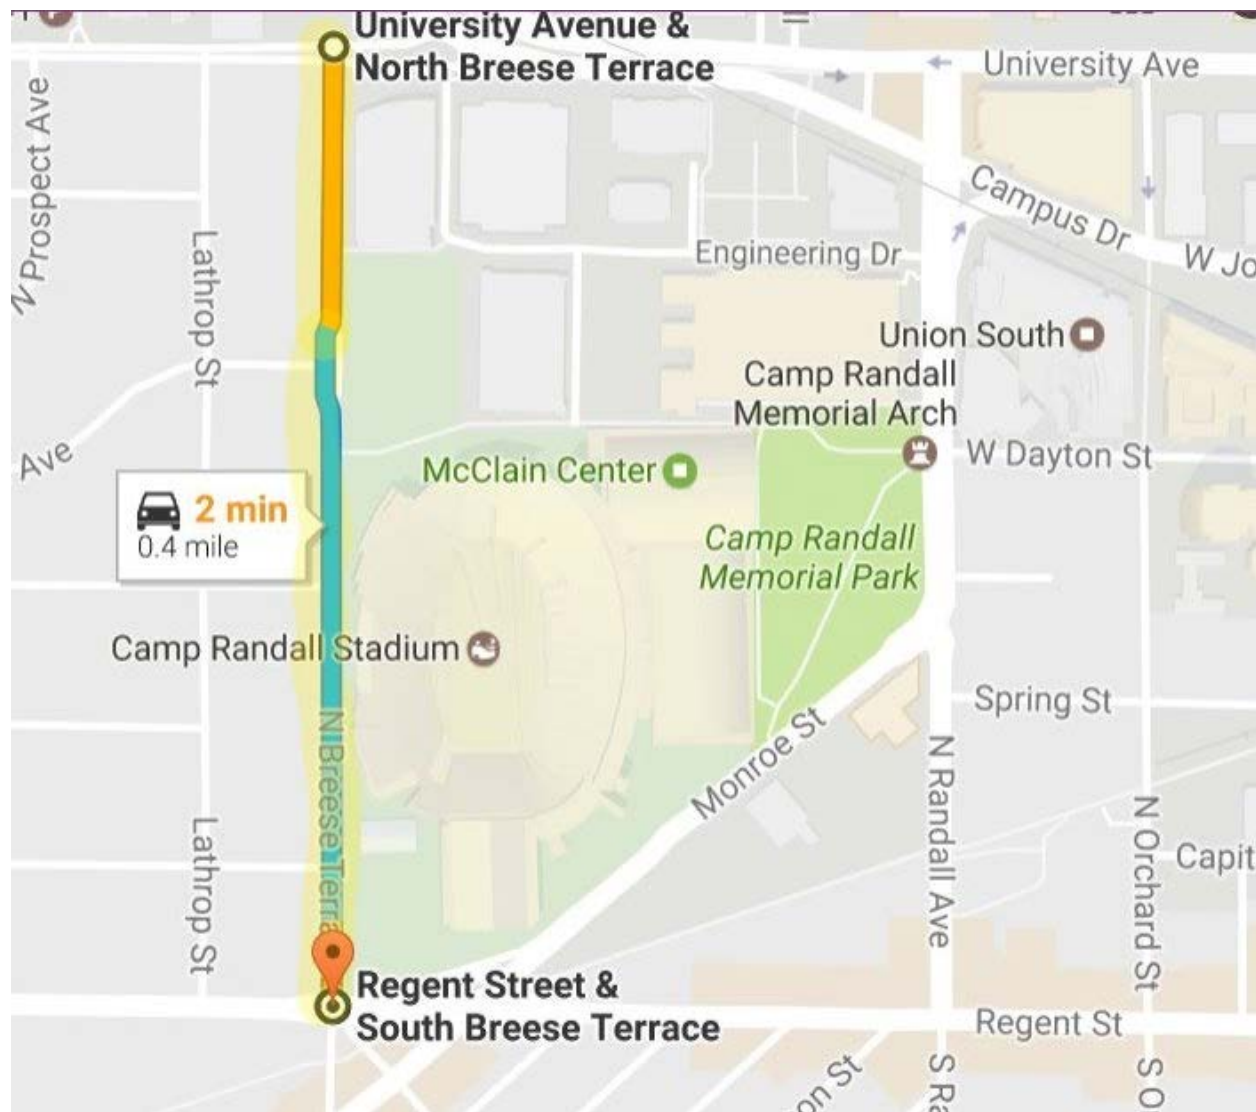 University Avenue &
North Breese Terrace
University Ave
N Prospect Ave
Lathrop St
Campus Dr
W Jo
Engineering Dr
Union South
Camp Randall
Memorial Arch
Ave
W Dayton St
McClain Center
2 min
0.4 mile
Camp Randall
Memorial Park
Camp Randall Stadium
Spring St
N Breese Terra
Monroe St
N Randall Ave
Lathrop St
N Orchard St
Capit
Regent Street &
South Breese Terrace
Regent St
on St
S Ra
S O